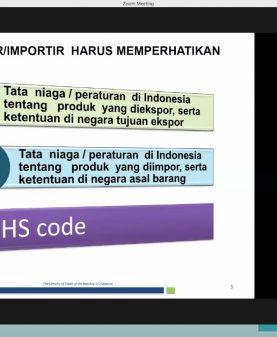 Zoom Meeting
R/IMPORTIR HARUS MEMPERHATIKAN
Tata niaga / peraturan di Indonesia
tentang produk yang diekspor, serta
ketentuan di negara tujuan ekspor
Tata niaga / peraturan di Indonesia
tentang produk yang diimpor, serta
ketentuan di negara asal barang
HS code
The Ministry of Trade of the Republic of Indonesia
5